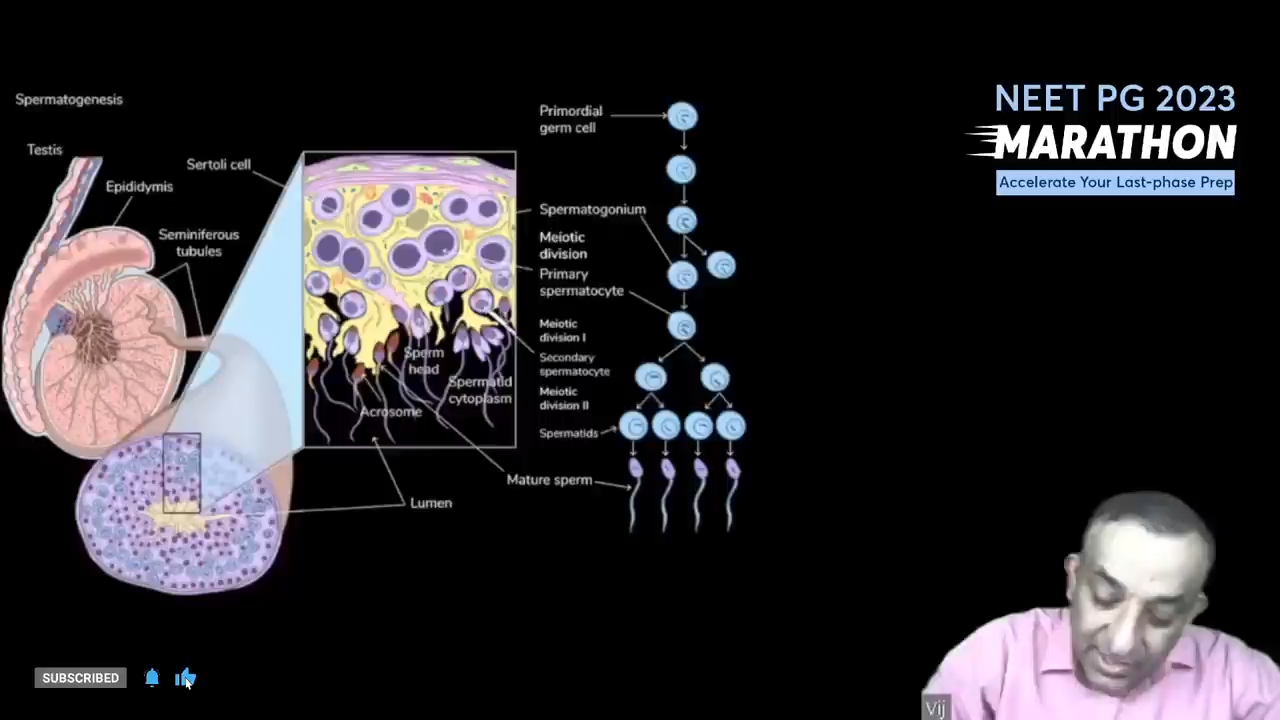 Spermatogenesis
Testis
Epididymis
Seminiferous
tubules
Sertoli cell
Sperm
head
Spermatid
cytoplasm
Acrosome
Lumen
Primordial
germ cell
Spermatogonium
Meiotic
division
Primary
spermatocyte
Meiotic
division I
Secondary
spermatocyte
Meiotic
division II
Spermatids
Mature sperm
NEET PG 2023
MARATHON
Accelerate Your Last-phase Prep
SUBSCRIBED
Vij